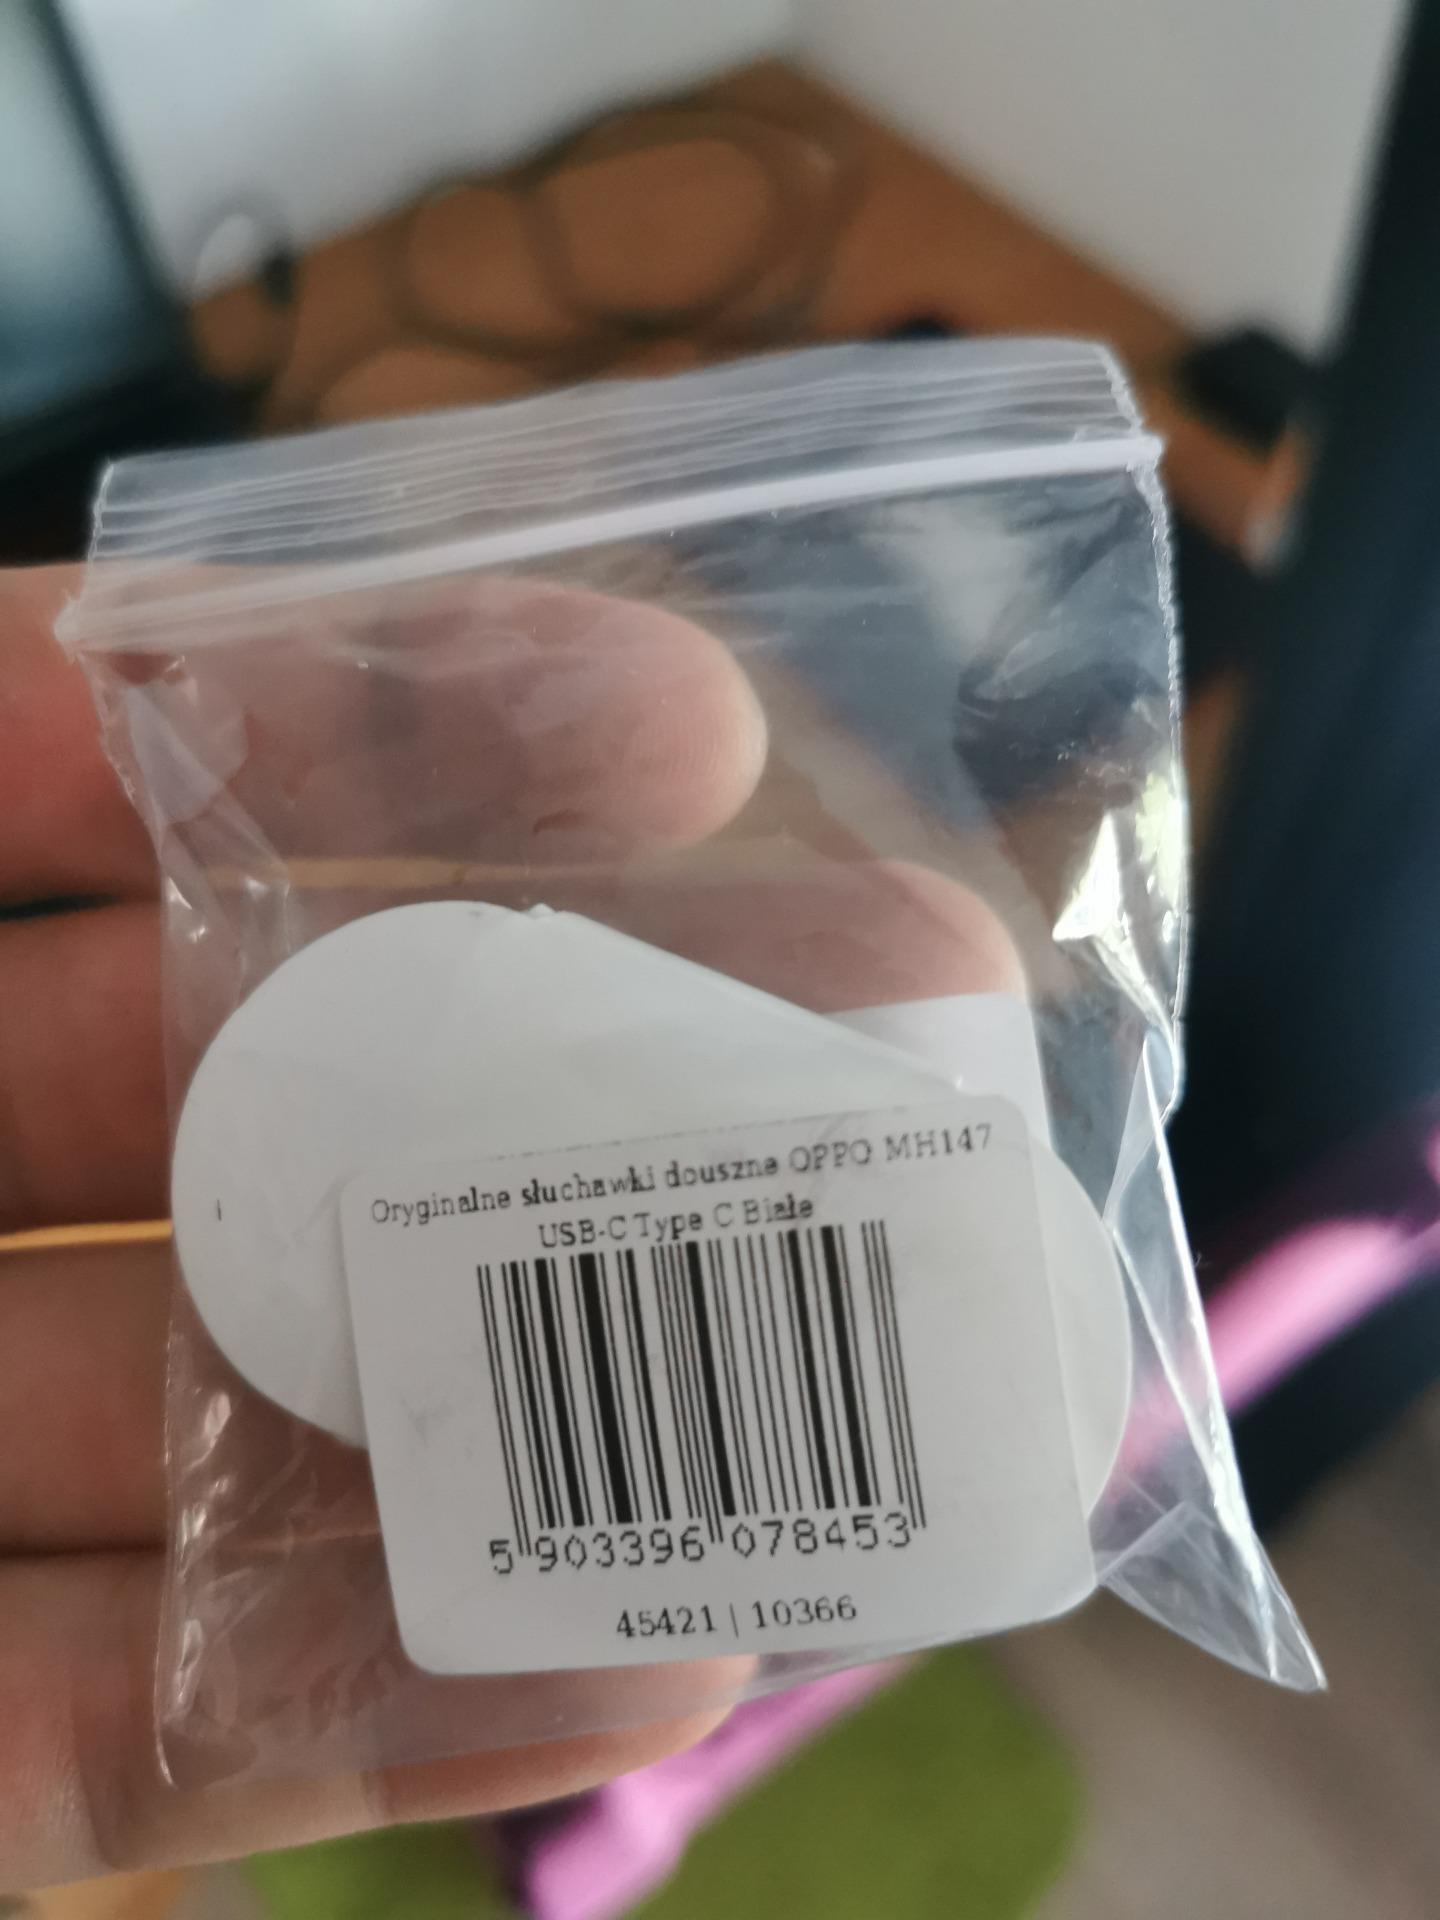 Oryginalne słuchawki douszne OPPO MH147
USB-C Type C Białe
5 903396 078453
45421 | 10366